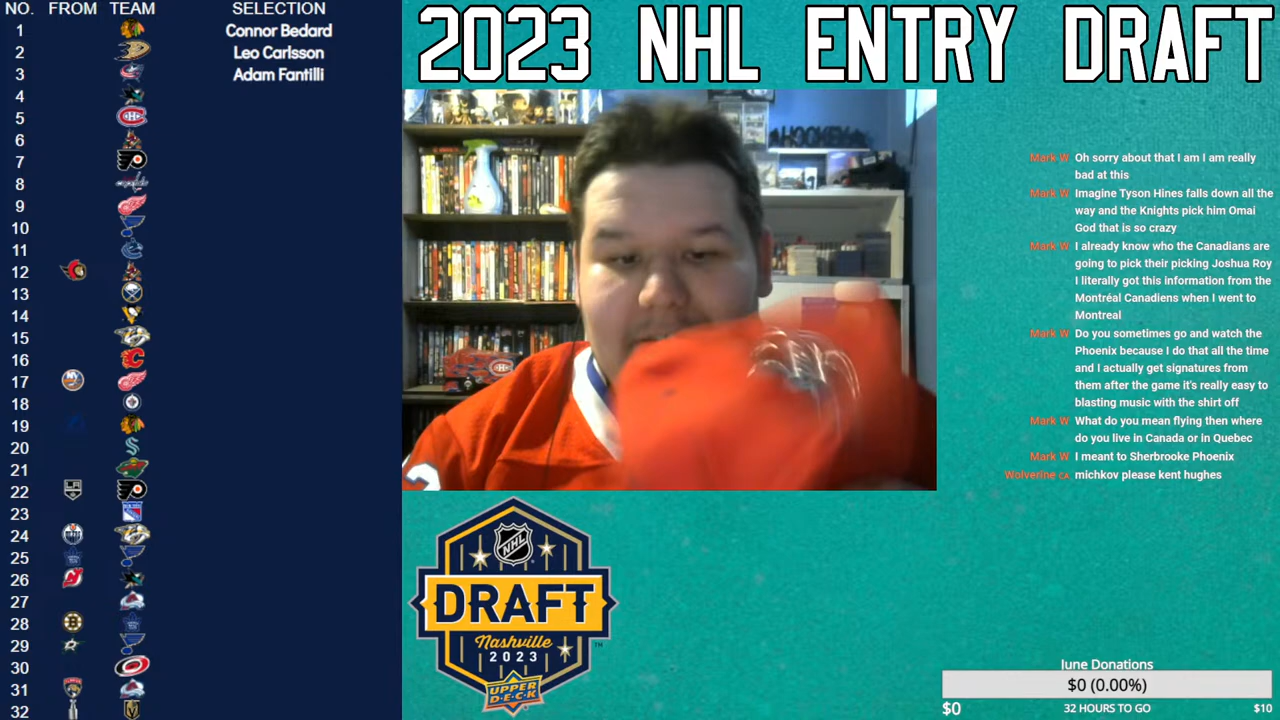 2023 NHL ENTRY DRAFT
NO. FROM TEAM SELECTION
1 Connor Bedard
2 Leo Carlsson
3 Adam Fantilli
4
5
6
7
8
9
10
11
12
13
14
15
16
17
18
19
20
21
22
23
24
25
26
27
28
29
30
31
32
HOCKEY
Mark W Oh sorry about that I am I am really
bad at this
Mark W Imagine Tyson Hines falls down all the
way and the Knights pick him Omai
God that is so crazy
Mark W I already know who the Canadians are
going to pick their picking Joshua Roy
I literally got this information from the
Montréal Canadiens when I went to
Montreal
Mark W Do you sometimes go and watch the
Phoenix because I do that all the time
and I actually get signatures from
them after the game it's really easy to
blasting music with the shirt off
Mark W What do you mean flying then where
do you live in Canada or in Quebec
Mark W I meant to Sherbrooke Phoenix
Wolverine CA michkov please kent hughes
NHL
DRAFT
Nashville
2023
UPPER
DECK
June Donations
$0 (0.00%)
$0 32 HOURS TO GO $10